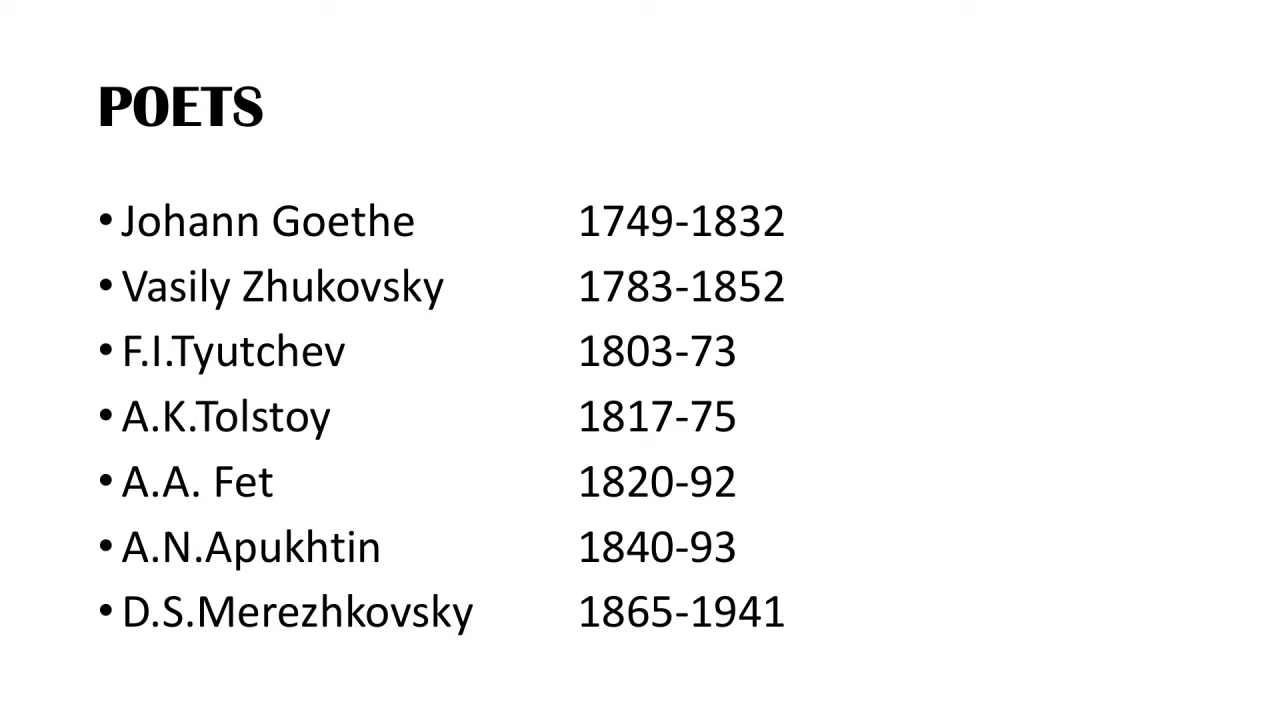 POETS
• Johann Goethe 1749-1832
• Vasily Zhukovsky 1783-1852
• F.I.Tyutchev 1803-73
• A.K.Tolstoy 1817-75
• A.A. Fet 1820-92
• A.N.Apukhtin 1840-93
• D.S.Merezhkovsky 1865-1941